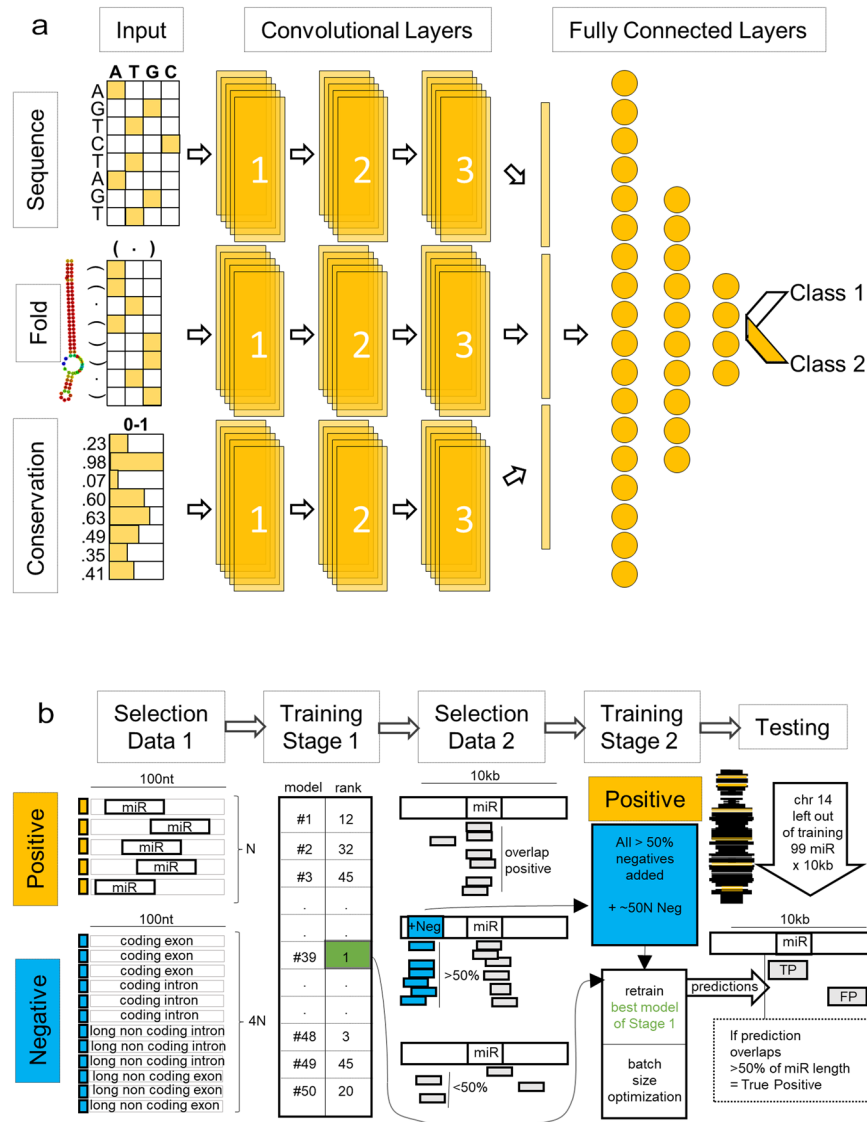 a
Input
Convolutional Layers
Fully Connected Layers
Sequence
A T G C
A
G
T
C
T
A
G
T
1 2 3
Fold
( . )
(
(
.
(
)
)
.
)
1 2 3
Class 1
Class 2
Conservation
0-1
.23
.98
.07
.60
.63
.49
.35
.41
1 2 3
b
Selection
Data 1
Training
Stage 1
Selection
Data 2
Training
Stage 2
Testing
Positive
100nt
miR
miR
miR
miR
miR
N
Negative
100nt
coding exon
coding exon
coding exon
coding intron
coding intron
coding intron
long non coding intron
long non coding intron
long non coding intron
long non coding exon
long non coding exon
long non coding exon
4N
model rank
#1 12
#2 32
#3 45
. .
. .
#39 1
. .
. .
#48 3
#49 45
#50 20
10kb
miR
overlap
positive
+Neg
miR
>50%
miR
<50%
Positive
All > 50%
negatives
added
+ ~50N Neg
retrain
best model
of Stage 1
batch
size
optimization
predictions
chr 14
left out
of training
99 miR
x 10kb
10kb
miR
TP
FP
If prediction
overlaps
>50% of miR length
= True Positive